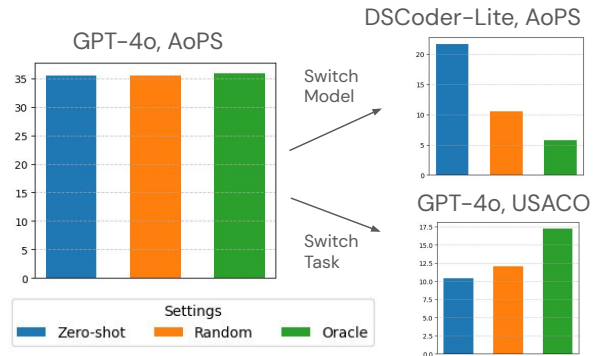 GPT-4o, AoPS
35
30
25
20
15
10
5
0
Switch
Model
Switch
Task
DSCoder-Lite, AoPS
20
15
10
5
0
GPT-4o, USACO
17.5
15.0
12.5
10.0
7.5
5.0
2.5
0.0
Settings
Zero-shot Random Oracle